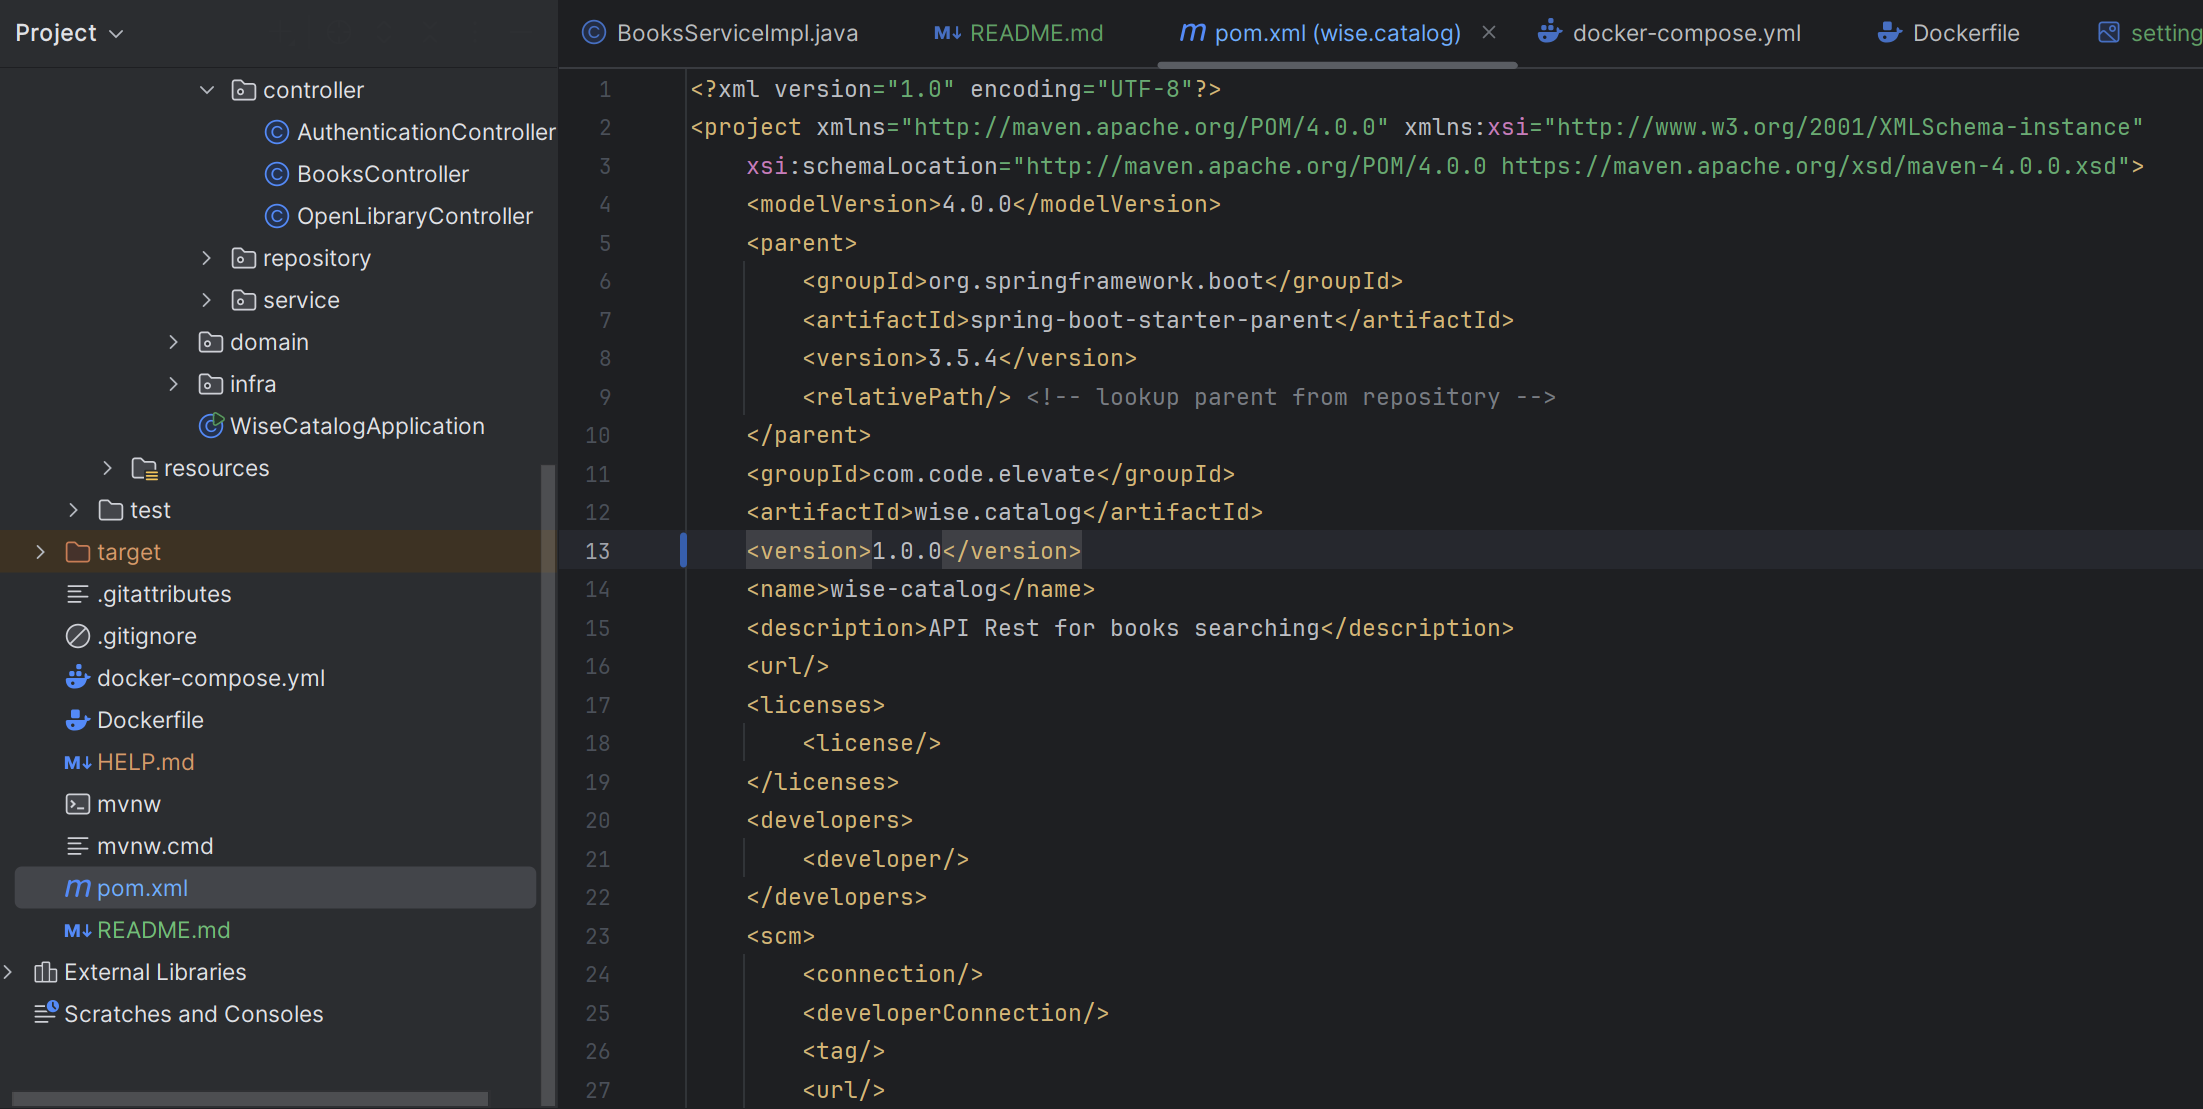 Project
BooksServiceImpl.java
README.md
pom.xml (wise.catalog)
docker-compose.yml
Dockerfile
setting
controller
AuthenticationController
BooksController
OpenLibraryController
repository
service
domain
infra
WiseCatalogApplication
resources
test
target
.gitattributes
.gitignore
docker-compose.yml
Dockerfile
HELP.md
mvnw
mvnw.cmd
pom.xml
README.md
External Libraries
Scratches and Consoles
1 <?xml version="1.0" encoding="UTF-8"?>
2 <project xmlns="http://maven.apache.org/POM/4.0.0" xmlns:xsi="http://www.w3.org/2001/XMLSchema-instance"
3 xsi:schemaLocation="http://maven.apache.org/POM/4.0.0 https://maven.apache.org/xsd/maven-4.0.0.xsd">
4 <modelVersion>4.0.0</modelVersion>
5 <parent>
6 <groupId>org.springframework.boot</groupId>
7 <artifactId>spring-boot-starter-parent</artifactId>
8 <version>3.5.4</version>
9 <relativePath/> <!-- lookup parent from repository -->
10 </parent>
11 <groupId>com.code.elevate</groupId>
12 <artifactId>wise.catalog</artifactId>
13 <version>1.0.0</version>
14 <name>wise-catalog</name>
15 <description>API Rest for books searching</description>
16 <url/>
17 <licenses>
18 <license/>
19 </licenses>
20 <developers>
21 <developer/>
22 </developers>
23 <scm>
24 <connection/>
25 <developerConnection/>
26 <tag/>
27 <url/>